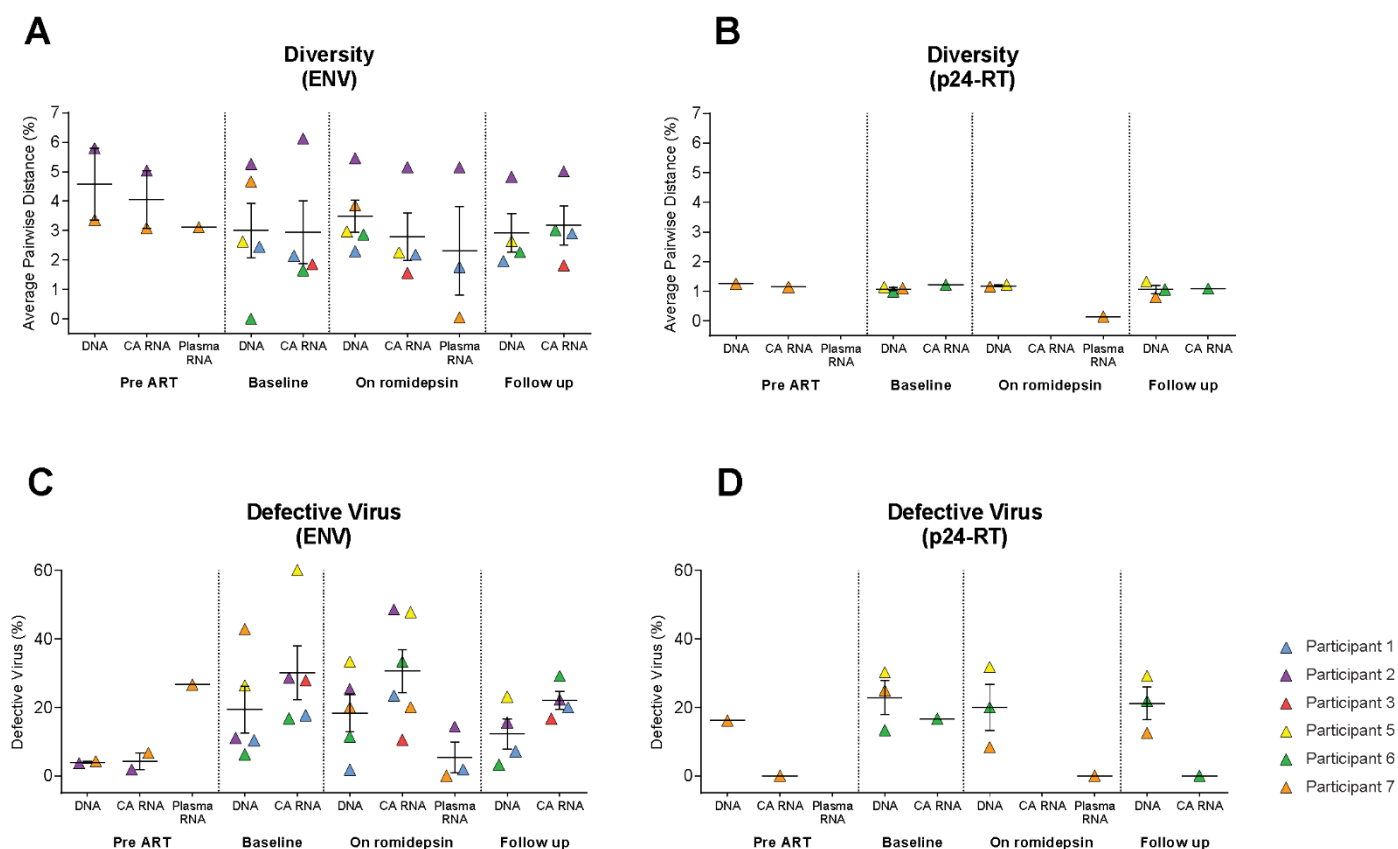 A
Diversity
(ENV)
Average Pairwise Distance (%)
7
6
5
4
3
2
1
0
DNA
CA RNA
Plasma
RNA
DNA
CA RNA
DNA
CA RNA
Plasma
RNA
DNA
CA RNA
Pre ART
Baseline
On romidepsin
Follow up
B
Diversity
(p24-RT)
Average Pairwise Distance (%)
7
6
5
4
3
2
1
0
DNA
CA RNA
Plasma
RNA
DNA
CA RNA
DNA
CA RNA
Plasma
RNA
DNA
CA RNA
Pre ART
Baseline
On romidepsin
Follow up
C
Defective Virus
(ENV)
Defective Virus (%)
60
40
20
0
DNA
CA RNA
Plasma
RNA
DNA
CA RNA
DNA
CA RNA
Plasma
RNA
DNA
CA RNA
Pre ART
Baseline
On romidepsin
Follow up
D
Defective Virus
(p24-RT)
Defective Virus (%)
60
40
20
0
DNA
CA RNA
Plasma
RNA
DNA
CA RNA
DNA
CA RNA
Plasma
RNA
DNA
CA RNA
Pre ART
Baseline
On romidepsin
Follow up
Participant 1
Participant 2
Participant 3
Participant 5
Participant 6
Participant 7